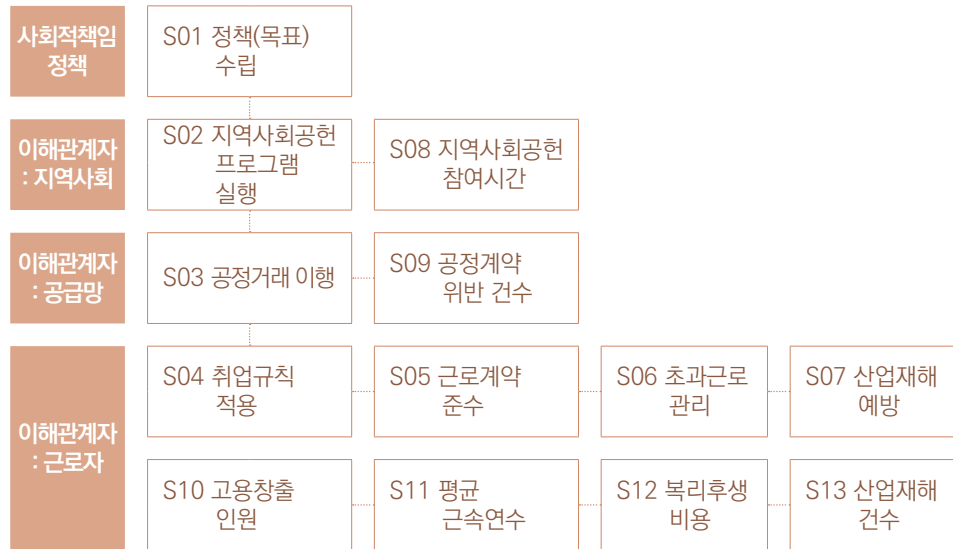 사회적책임
정책
S01 정책(목표)
수립
이해관계자
: 지역사회
S02 지역사회공헌
프로그램
실행
S08 지역사회공헌
참여시간
이해관계자
: 공급망
S03 공정거래 이행
S09 공정계약
위반 건수
이해관계자
: 근로자
S04 취업규칙
적용
S05 근로계약
준수
S06 초과근로
관리
S07 산업재해
예방
S10 고용창출
인원
S11 평균
근속연수
S12 복리후생
비용
S13 산업재해
건수